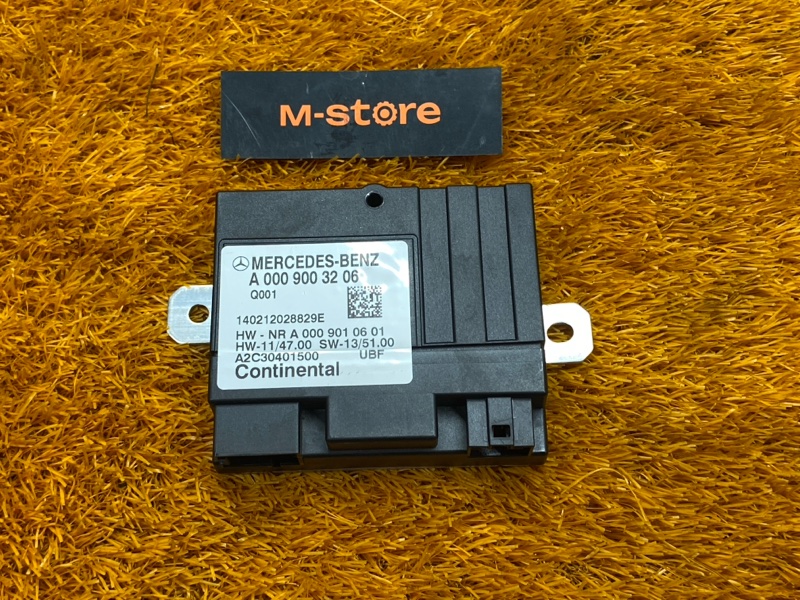 M-store
MERCEDES-BENZ
A 000 900 32 06
Q001
140212028829E
HW - NR A 000 901 06 01
HW-11/47.00 SW-13/51.00
A2C30401500 UBF
Continental